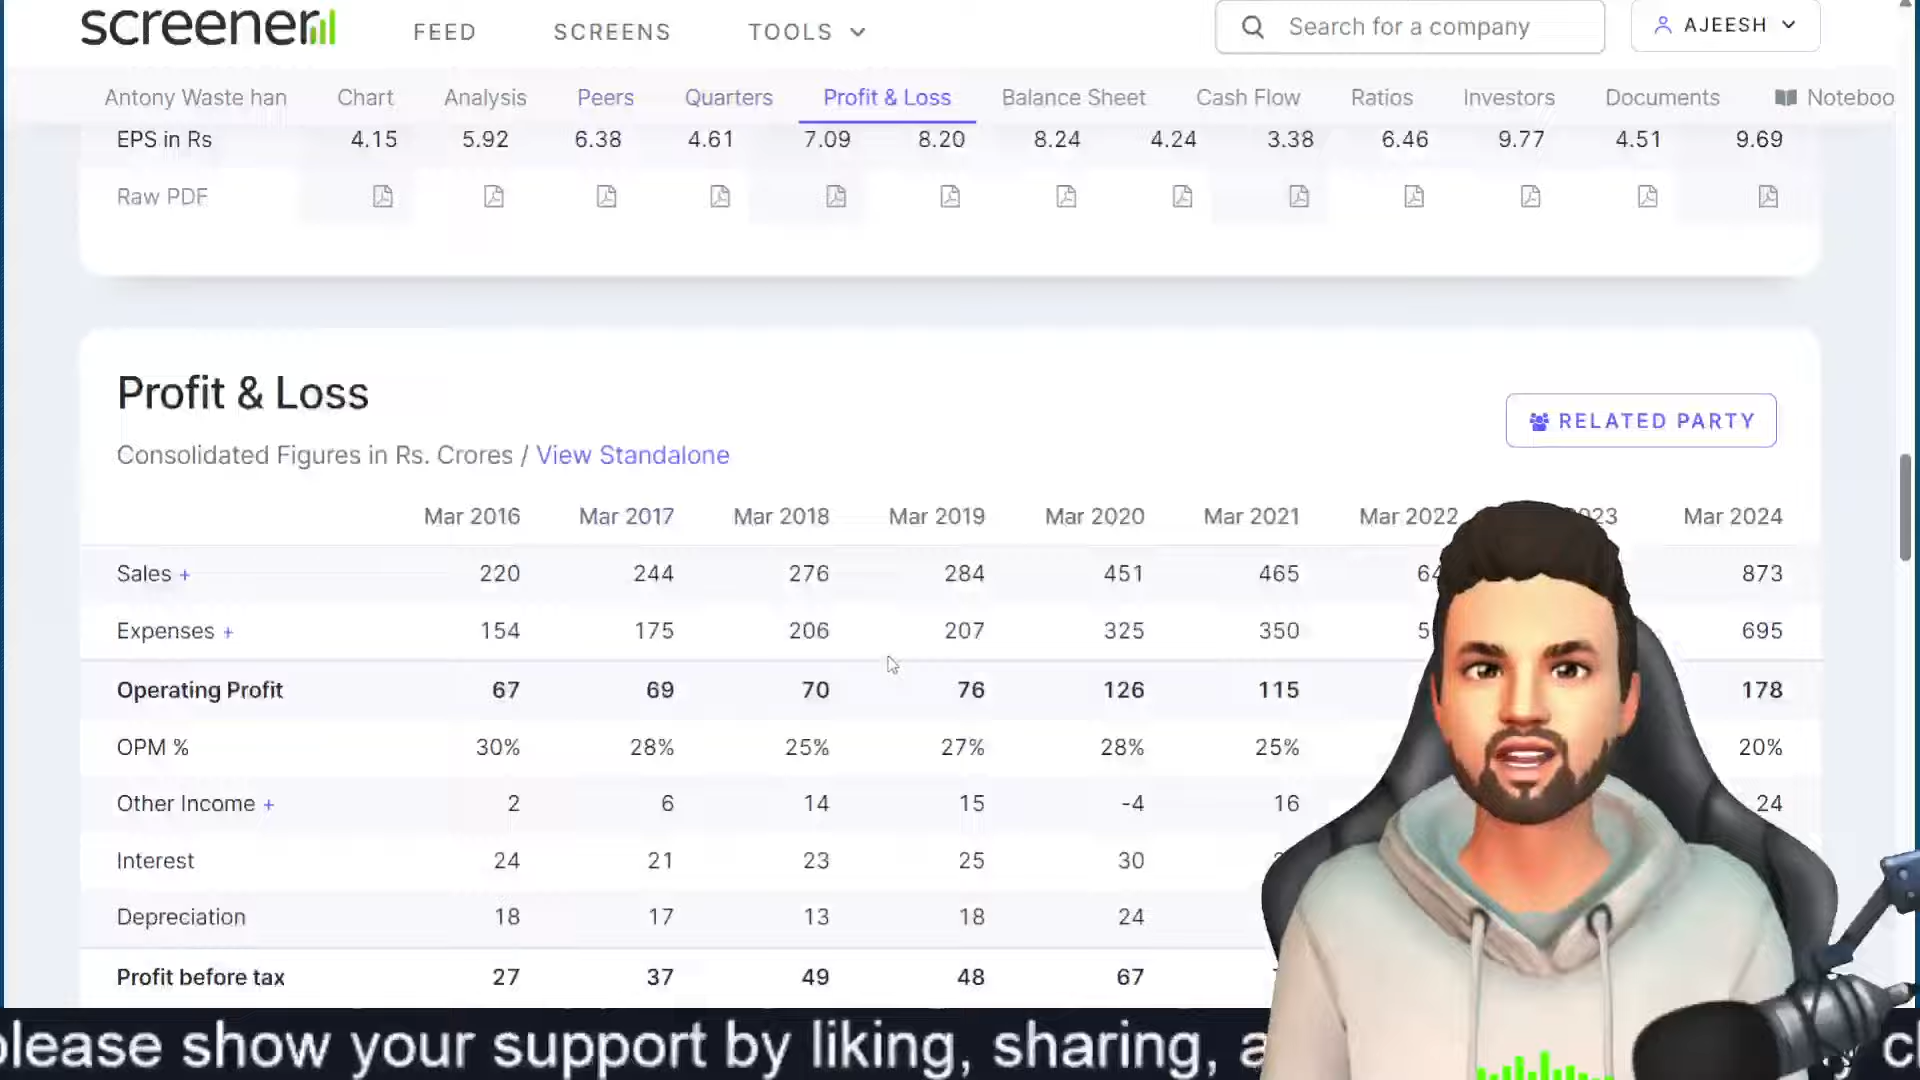 screener FEED SCREENS TOOLS Search for a company AJEESH
Antony Waste han Chart Analysis Peers Quarters Profit & Loss Balance Sheet Cash Flow Ratios Investors Documents Noteboo
EPS in Rs 4.15 5.92 6.38 4.61 7.09 8.20 8.24 4.24 3.38 6.46 9.77 4.51 9.69
Raw PDF
Profit & Loss
RELATED PARTY
Consolidated Figures in Rs. Crores / View Standalone
Mar 2016 Mar 2017 Mar 2018 Mar 2019 Mar 2020 Mar 2021 Mar 2022 Mar 2024
Sales + 220 244 276 284 451 465 873
Expenses + 154 175 206 207 325 350 695
Operating Profit 67 69 70 76 126 115 178
OPM % 30% 28% 25% 27% 28% 25% 20%
Other Income + 2 6 14 15 -4 16 24
Interest 24 21 23 25 30
Depreciation 18 17 13 18 24
Profit before tax 27 37 49 48 67
please show your support by liking, sharing,